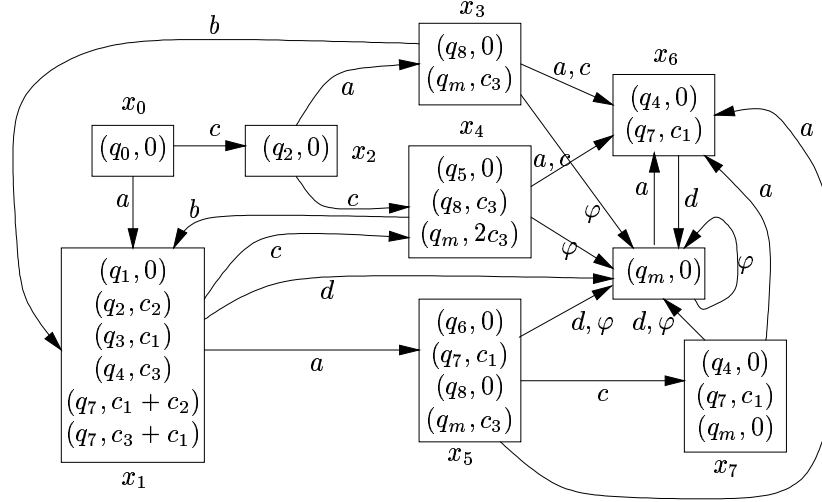 x3
b
(q8, 0)
(qm, c3)
a, c
x6
(q4, 0)
(q7, c1)
x0
a
(q0, 0)
c
(q2, 0)
x2
x4
a, c
a
(q5, 0)
(q8, c3)
(qm, 2c3)
a
c
b
φ
φ
a
d
a
(q1, 0)
(q2, c2)
(q3, c1)
(q4, c3)
(q7, c1 + c2)
(q7, c3 + c1)
x1
c
d
(qm, 0)
φ
a
(q6, 0)
(q7, c1)
(q8, 0)
(qm, c3)
x5
d, φ
d, φ
c
(q4, 0)
(q7, c1)
(qm, 0)
x7